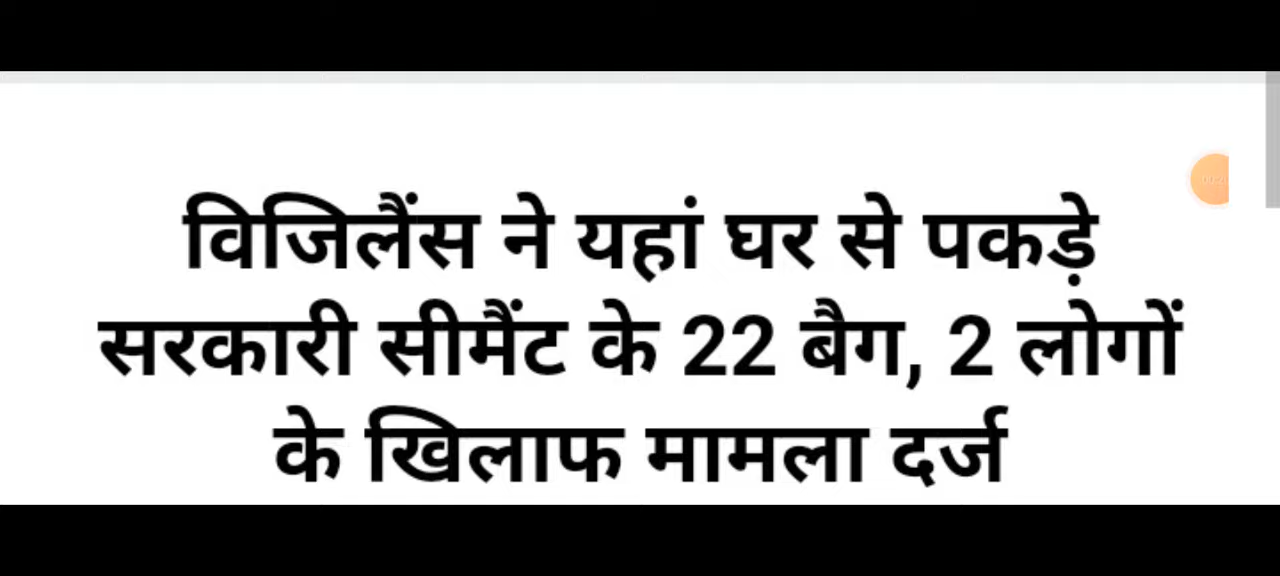 विजिलैंस ने यहां घर से पकड़े
सरकारी सीमैंट के 22 बैग, 2 लोगों
के खिलाफ मामला दर्ज